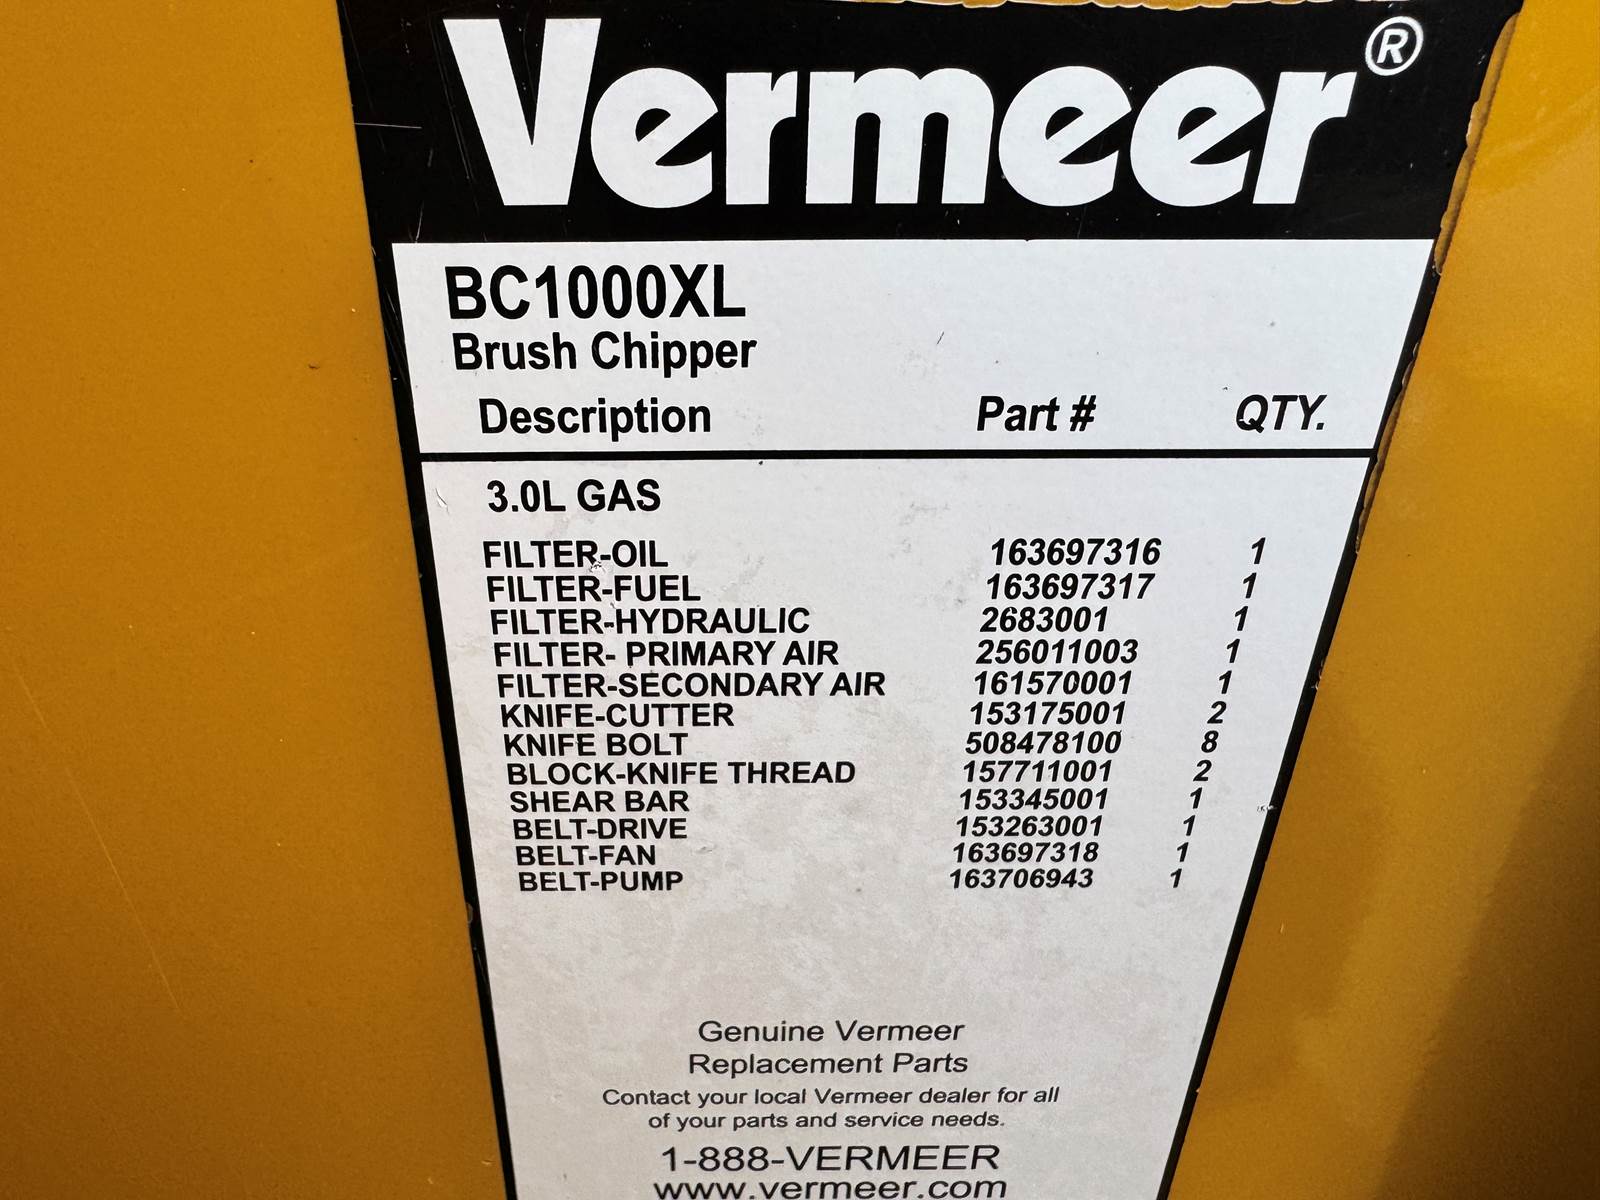 Vermeer®
BC1000XL
Brush Chipper
Description Part # QTY.
3.0L GAS
FILTER-OIL 163697316 1
FILTER-FUEL 163697317 1
FILTER-HYDRAULIC 2683001 1
FILTER- PRIMARY AIR 256011003 1
FILTER-SECONDARY AIR 161570001 1
KNIFE-CUTTER 153175001 2
KNIFE BOLT 508478100 8
BLOCK-KNIFE THREAD 157711001 2
SHEAR BAR 153345001 1
BELT-DRIVE 153263001 1
BELT-FAN 163697318 1
BELT-PUMP 163706943 1
Genuine Vermeer
Replacement Parts
Contact your local Vermeer dealer for all
of your parts and service needs.
1-888-VERMEER
www.vermeer.com